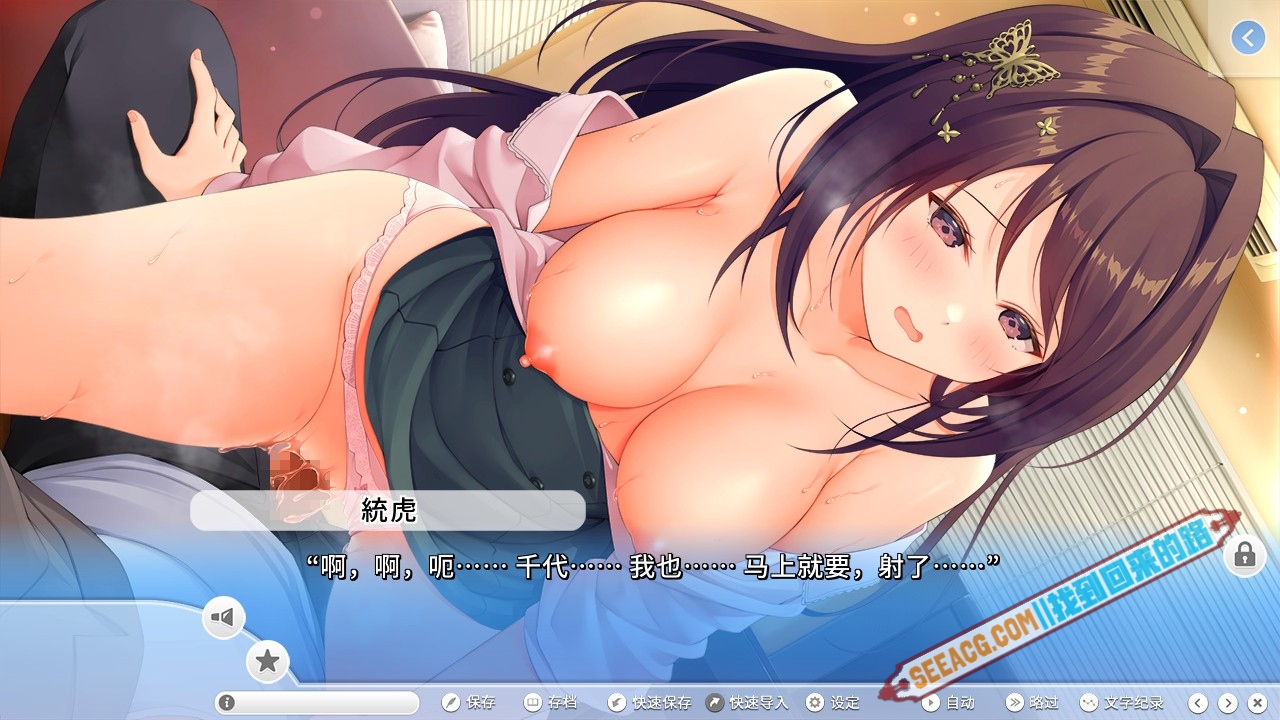 統虎
“啊，啊，呃…… 千代…… 我也…… 马上就要，射了……”
SEEACG.COM||找到回来的路
保存 存档 快速保存 快速导入 设定 自动 略过 文字纪录